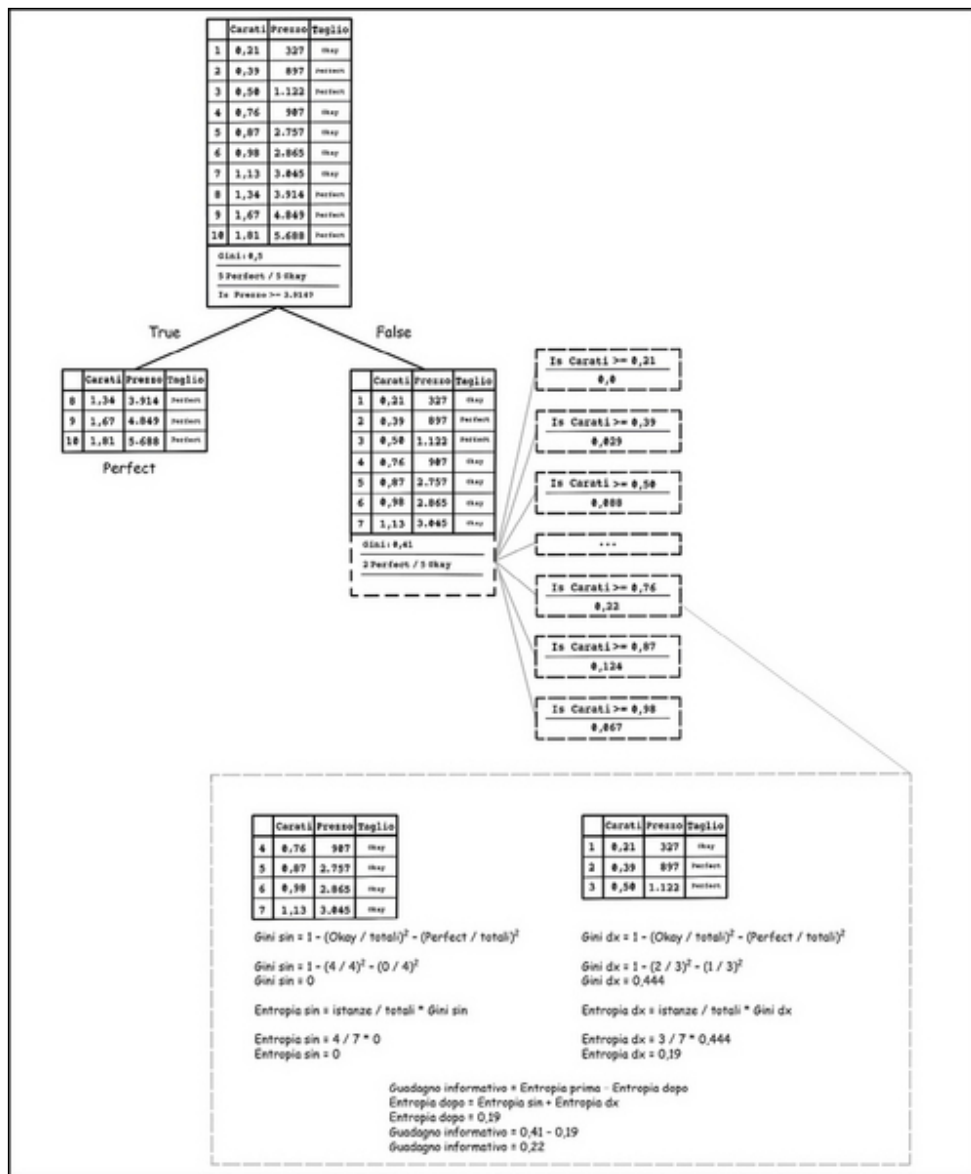 Carati Prezzo Taglio
1 0,21 327 Okay
2 0,39 897 Perfect
3 0,50 1.122 Perfect
4 0,76 907 Okay
5 0,87 2.757 Okay
6 0,98 2.865 Okay
7 1,13 3.045 Okay
8 1,34 3.914 Perfect
9 1,67 4.849 Perfect
10 1,81 5.688 Perfect
Gini: 0,5
5 Perfect / 5 Okay
Is Prezzo >= 3.914?
True
False
Carati Prezzo Taglio
8 1,34 3.914 Perfect
9 1,67 4.849 Perfect
10 1,81 5.688 Perfect
Perfect
Carati Prezzo Taglio
1 0,21 327 Okay
2 0,39 897 Perfect
3 0,50 1.122 Perfect
4 0,76 907 Okay
5 0,87 2.757 Okay
6 0,98 2.865 Okay
7 1,13 3.045 Okay
Gini: 0,41
2 Perfect / 5 Okay
Is Carati >= 0,21
0,0
Is Carati >= 0,39
0,029
Is Carati >= 0,50
0,088
...
Is Carati >= 0,76
0,22
Is Carati >= 0,87
0,124
Is Carati >= 0,98
0,067
Carati Prezzo Taglio
4 0,76 907 Okay
5 0,87 2.757 Okay
6 0,98 2.865 Okay
7 1,13 3.045 Okay
Gini sin = 1 - (Okay / totali)² - (Perfect / totali)²
Gini sin = 1 - (4 / 4)² - (0 / 4)²
Gini sin = 0
Entropia sin = istanze / totali * Gini sin
Entropia sin = 4 / 7 * 0
Entropia sin = 0
Carati Prezzo Taglio
1 0,21 327 Okay
2 0,39 897 Perfect
3 0,50 1.122 Perfect
Gini dx = 1 - (Okay / totali)² - (Perfect / totali)²
Gini dx = 1 - (2 / 3)² - (1 / 3)²
Gini dx = 0,444
Entropia dx = istanze / totali * Gini dx
Entropia dx = 3 / 7 * 0,444
Entropia dx = 0,19
Guadagno informativo = Entropia prima - Entropia dopo
Entropia dopo = Entropia sin + Entropia dx
Entropia dopo = 0,19
Guadagno informativo = 0,41 - 0,19
Guadagno informativo = 0,22